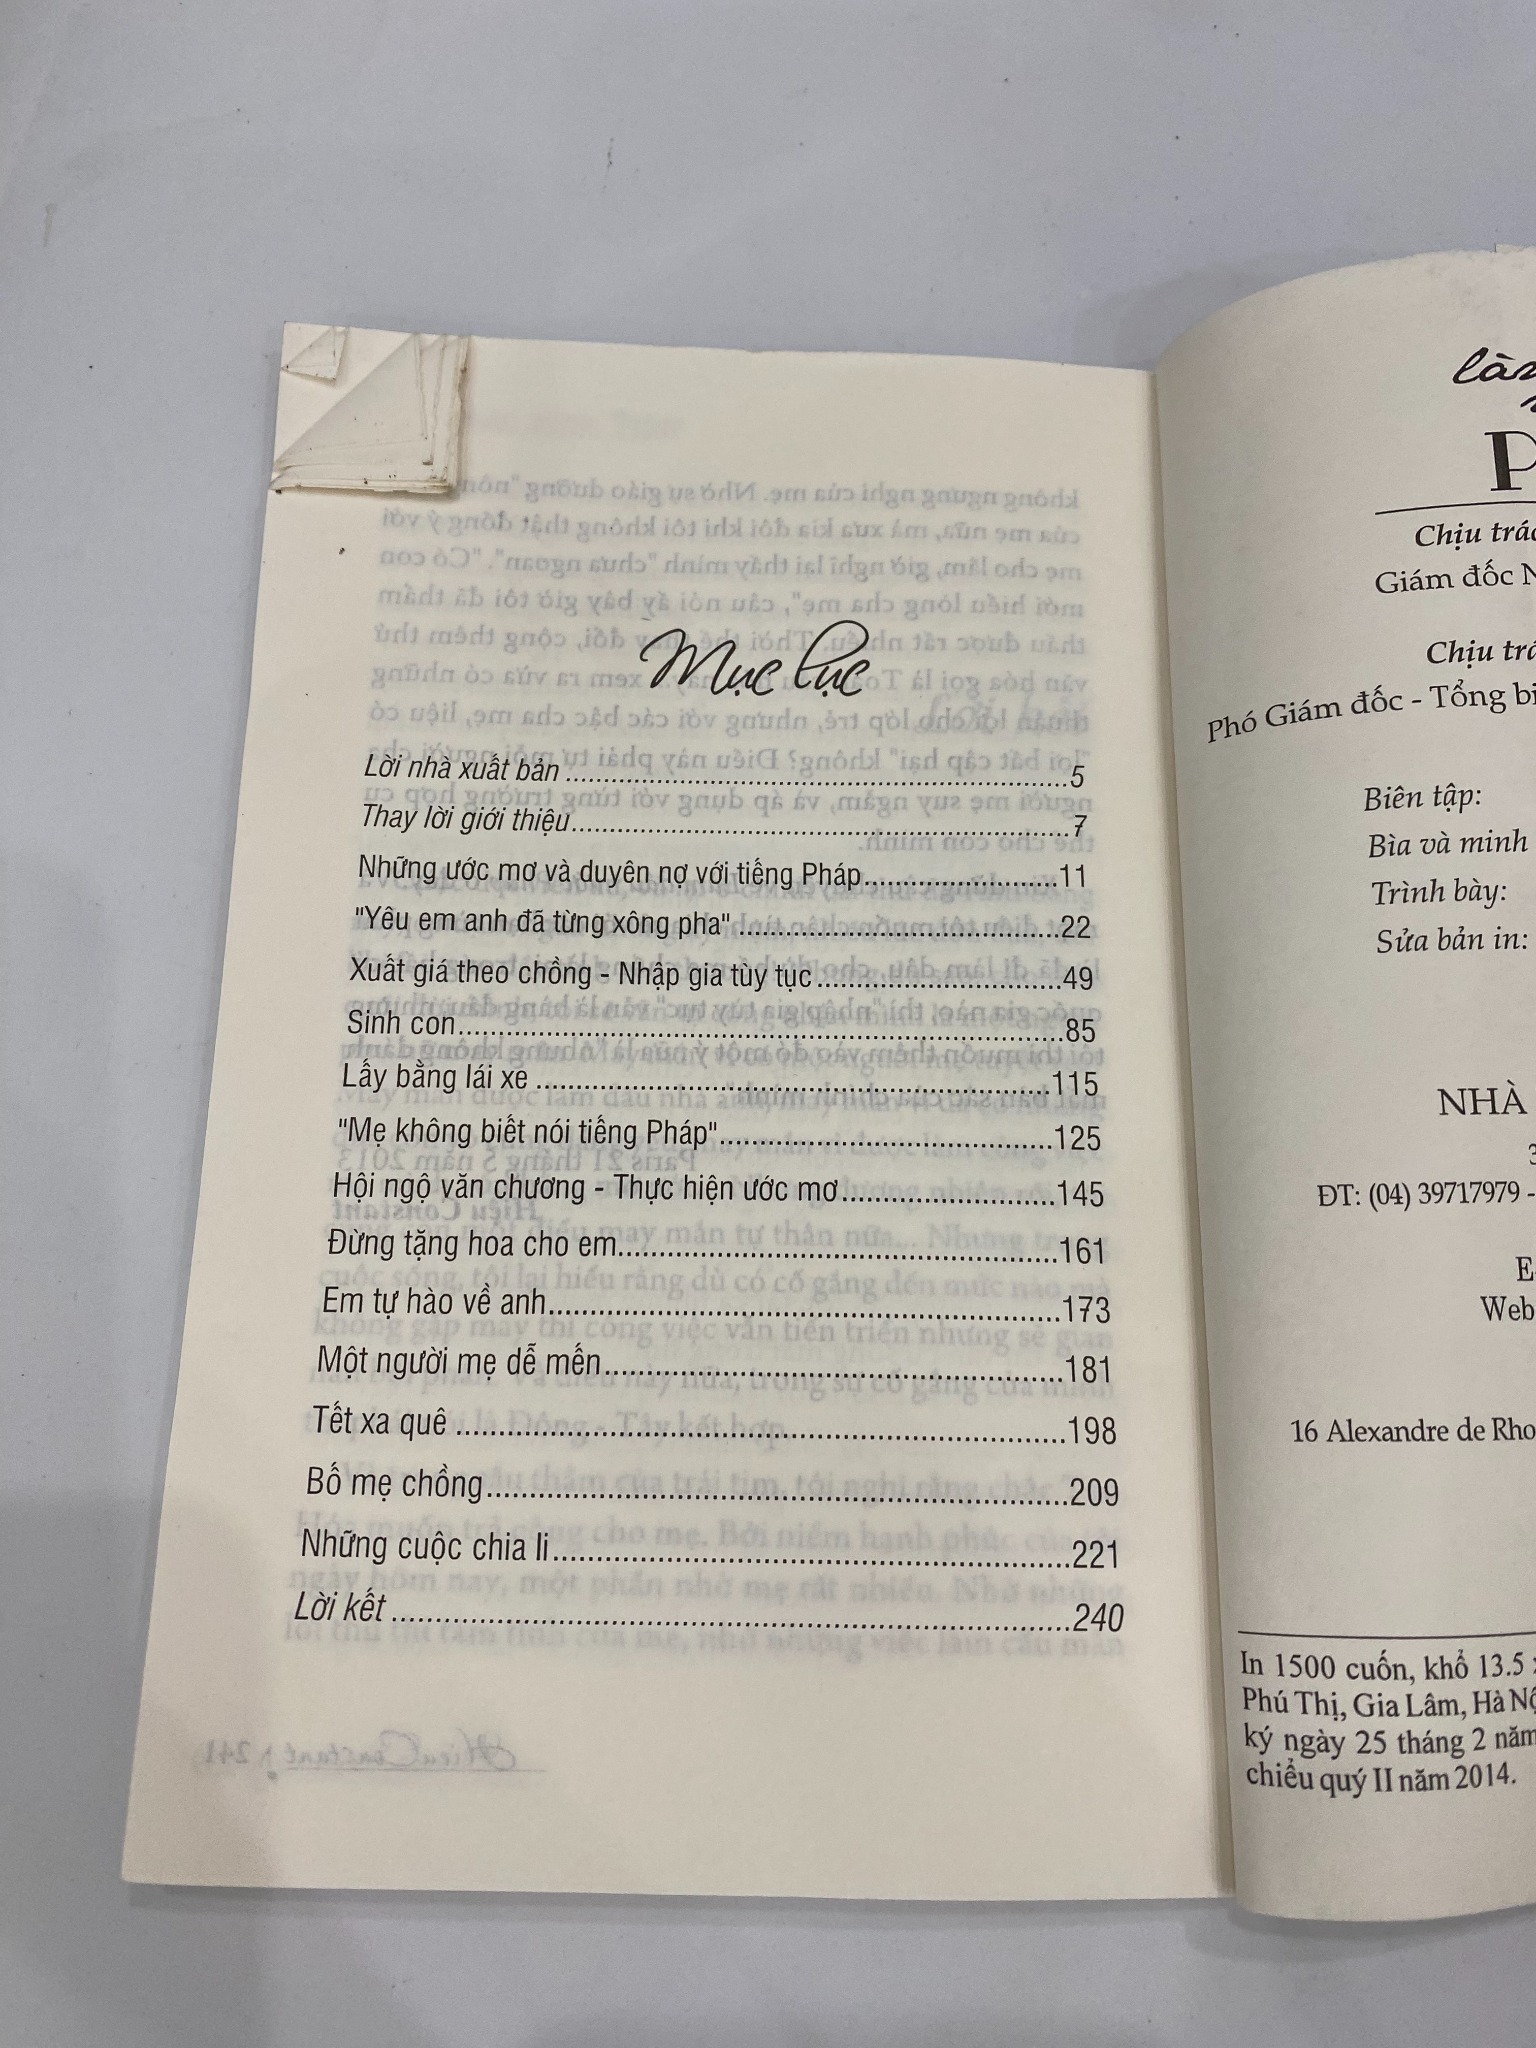 Mục Lục
Lời nhà xuất bản ........ 5
Thay lời giới thiệu ........ 7
Những ước mơ và duyên nợ với tiếng Pháp ........ 11
"Yêu em anh đã từng xông pha" ........ 22
Xuất giá theo chồng - Nhập gia tùy tục ........ 49
Sinh con ........ 85
Lấy bằng lái xe ........ 115
"Mẹ không biết nói tiếng Pháp" ........ 125
Hội ngộ văn chương - Thực hiện ước mơ ........ 145
Đừng tặng hoa cho em ........ 161
Em tự hào về anh ........ 173
Một người mẹ dễ mến ........ 181
Tết xa quê ........ 198
Bố mẹ chồng ........ 209
Những cuộc chia li ........ 221
Lời kết ........ 240
P
Chịu trác
Giám đốc N
Chịu trá
Phó Giám đốc - Tổng bi
Biên tập:
Bìa và minh
Trình bày:
Sửa bản in:
NHÀ
ĐT: (04) 39717979 -
E-
Web
16 Alexandre de Rho
In 1500 cuốn, khổ 13.5
Phú Thị, Gia Lâm, Hà Nộ
ký ngày 25 tháng 2 năm
chiểu quý II năm 2014.